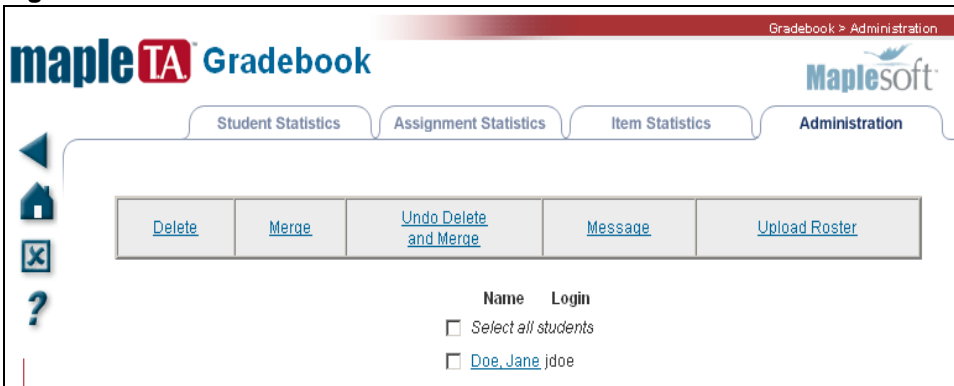 Gradebook > Administration
maple T.A. Gradebook
Maplesoft
Student Statistics Assignment Statistics Item Statistics Administration
Delete Merge Undo Delete and Merge Message Upload Roster
?
Name Login
Select all students
Doe, Jane jdoe